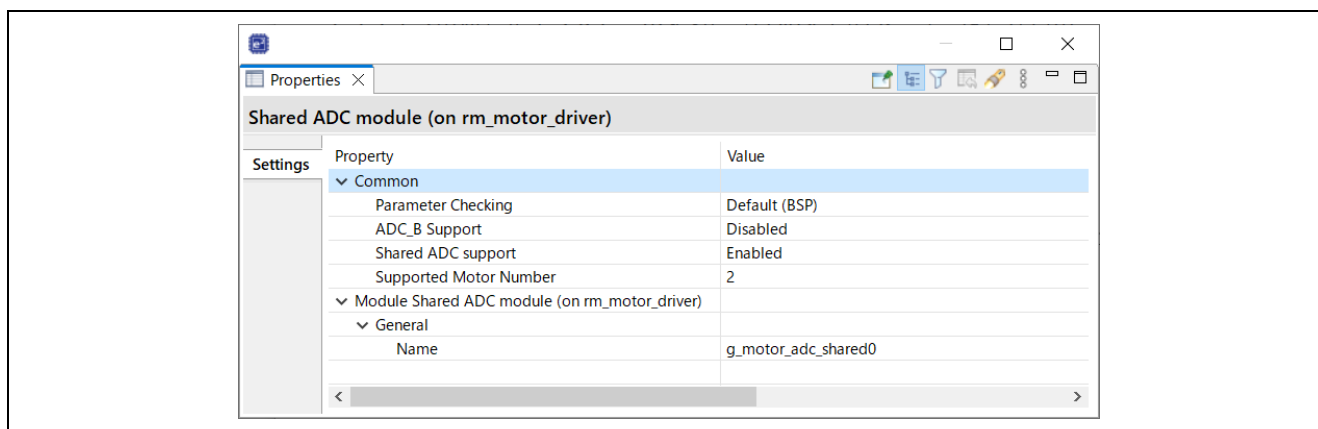 Properties
Shared ADC module (on rm_motor_driver)
Settings
Property Value
Common
Parameter Checking Default (BSP)
ADC_B Support Disabled
Shared ADC support Enabled
Supported Motor Number 2
Module Shared ADC module (on rm_motor_driver)
General
Name g_motor_adc_shared0